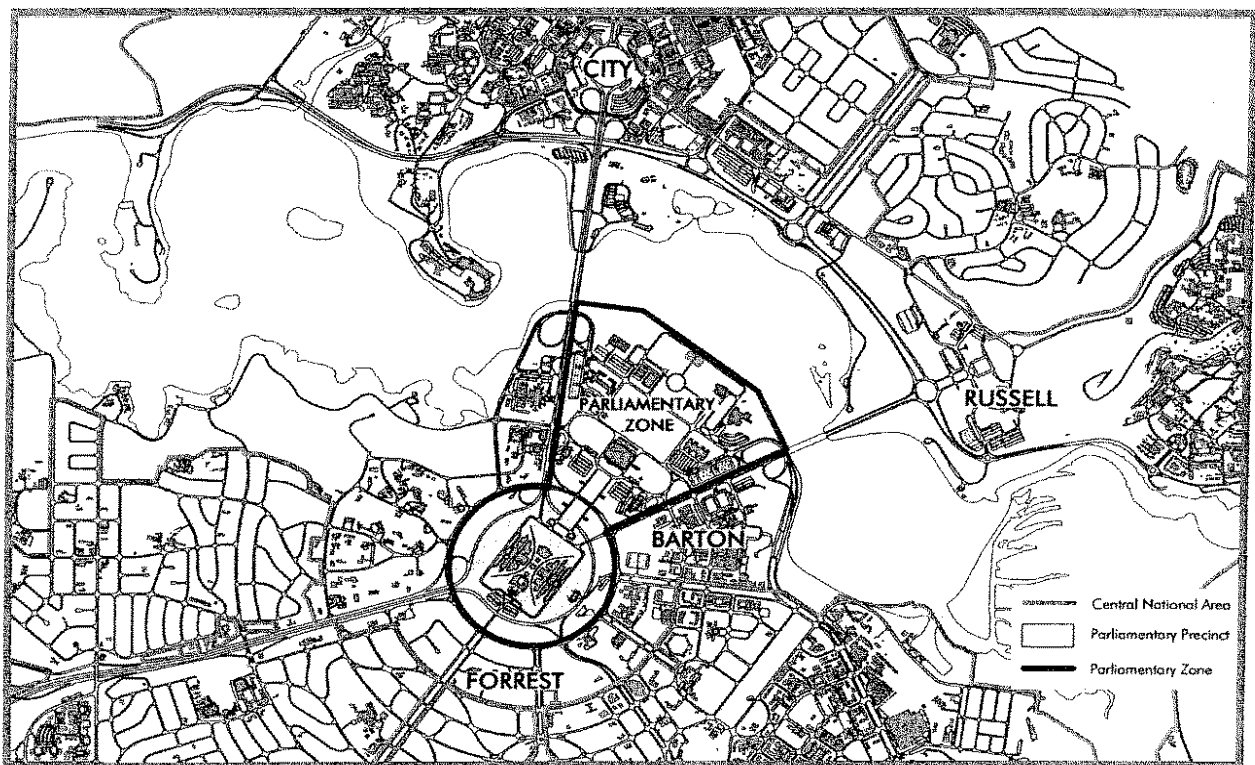 CITY
PARLIAMENTARY
ZONE
RUSSELL
BARTON
FORREST
Central National Area
Parliamentary Precinct
Parliamentary Zone